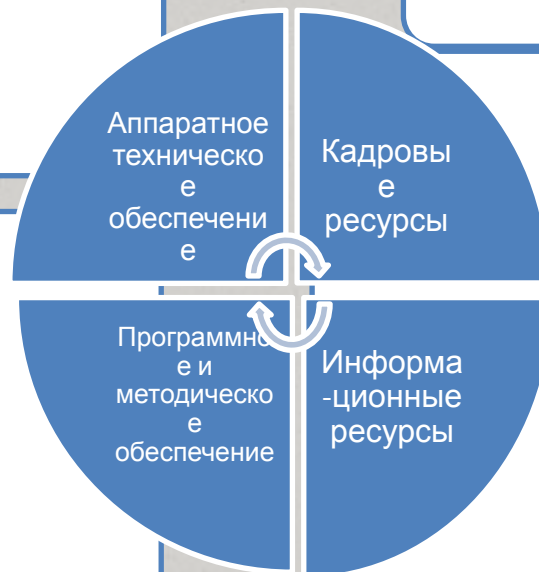 Аппаратное
техническо
е
обеспечени
е
Кадровы
е
ресурсы
Программно
е и
методическо
е
обеспечение
Информа
-ционные
ресурсы